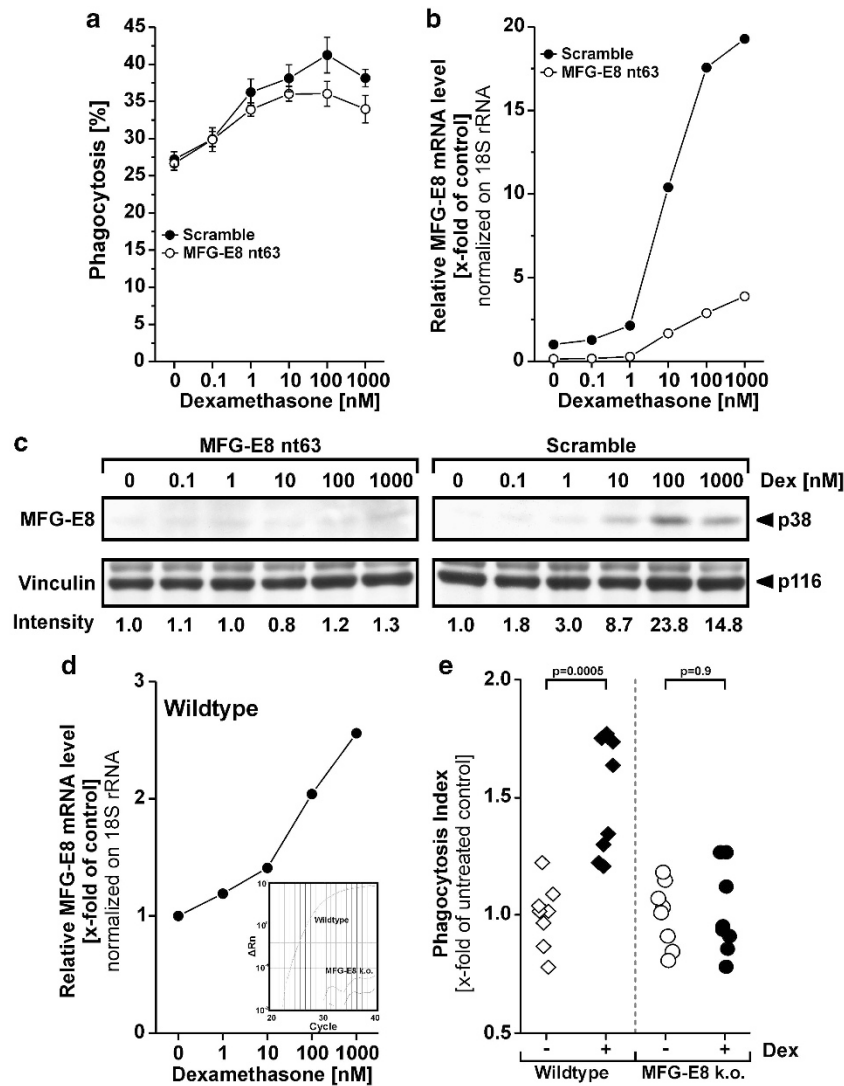 a
Phagocytosis [%]
45
40
35
30
25
20
15
10
5
0
Scramble
MFG-E8 nt63
0 0.1 1 10 100 1000
Dexamethasone [nM]
b
Relative MFG-E8 mRNA level
[x-fold of control]
normalized on 18S rRNA
20
15
10
5
0
Scramble
MFG-E8 nt63
0 0.1 1 10 100 1000
Dexamethasone [nM]
c
MFG-E8 nt63 Scramble
0 0.1 1 10 100 1000 0 0.1 1 10 100 1000 Dex [nM]
MFG-E8 p38
Vinculin p116
Intensity 1.0 1.1 1.0 0.8 1.2 1.3 1.0 1.8 3.0 8.7 23.8 14.8
d
Relative MFG-E8 mRNA level
[x-fold of control]
normalized on 18S rRNA
3
2
1
0
Wildtype
ΔRn
10
Wildtype
MFG-E8 k.o.
20 30 40
Cycle
0 1 10 100 1000
Dexamethasone [nM]
e
Phagocytosis Index
[x-fold of untreated control]
2.0
1.5
1.0
0.5
p=0.0005 p=0.9
- + - + Dex
Wildtype MFG-E8 k.o.